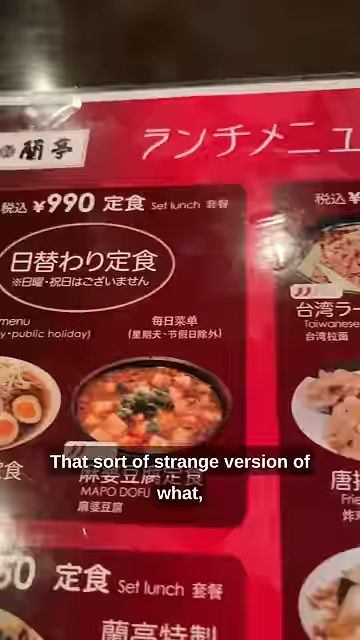 蘭亭
ランチメニュ
税込 ¥990 定食 Set lunch 套餐
日替わり定食
※日曜・祝日はございません
menu
y・public holiday)
每日菜单
(星期天、节假日除外)
定食
麻婆豆腐定食
MAPO DOFU
麻婆豆腐
50 定食 Set lunch 套餐
蘭亭特制
税込 ¥
台湾ラー
Taiwanese
台湾拉面
唐揚
Frie
炸
That sort of strange version of
what,